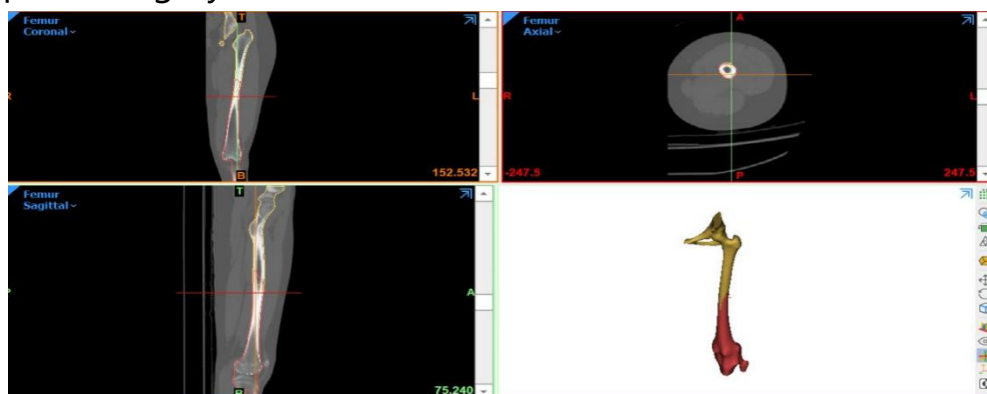 Femur
Coronal
T
R
L
B
152.532
Femur
Axial
A
R
L
P
-247.5
247.5
Femur
Sagittal
T
A
75.240